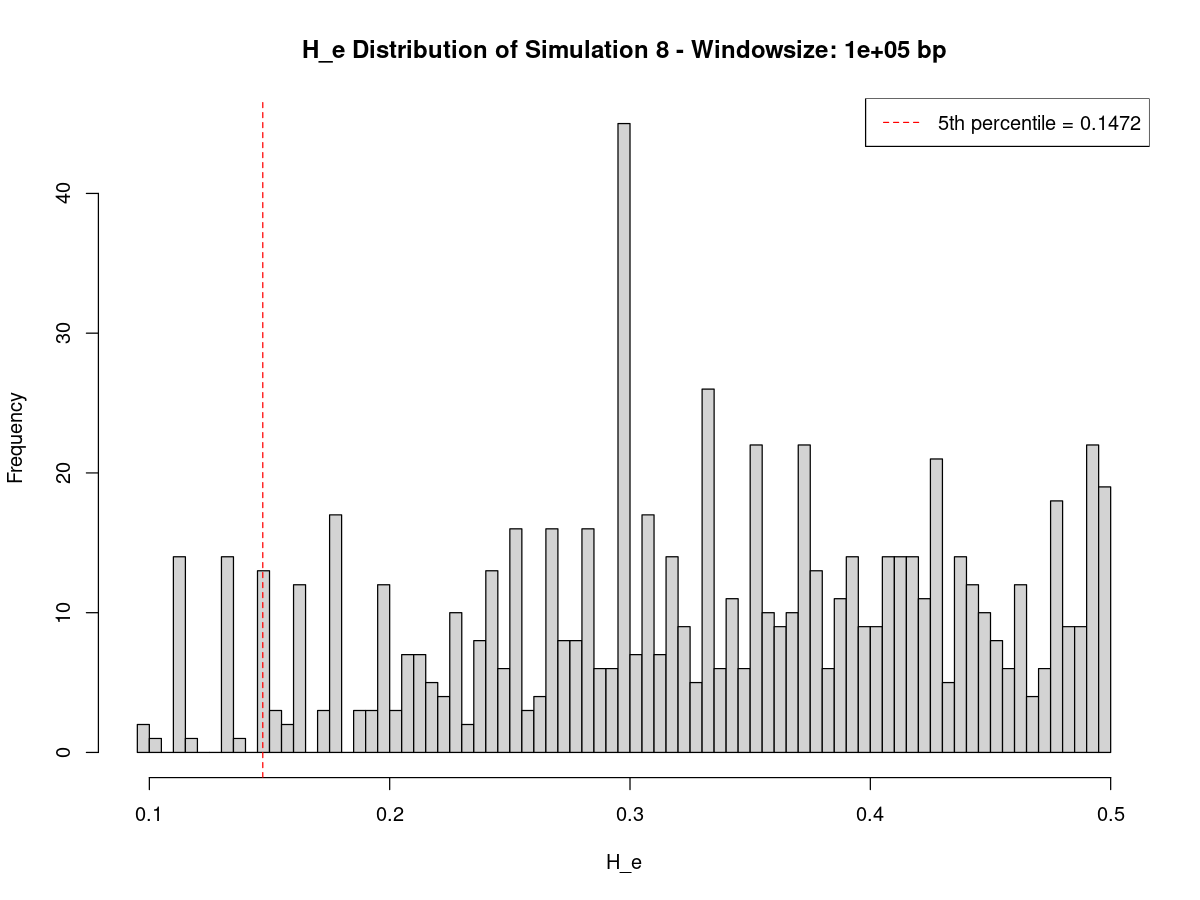 H_e Distribution of Simulation 8 - Windowsize: 1e+05 bp
5th percentile = 0.1472
Frequency
40
30
20
10
0
0.1 0.2 0.3 0.4 0.5
H_e